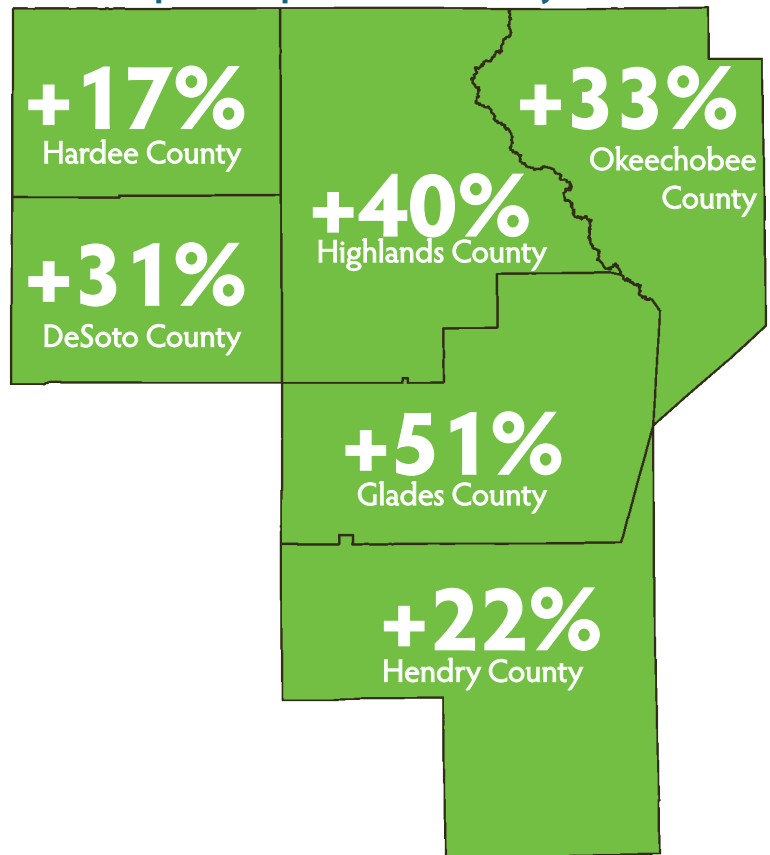 +17%
Hardee County
+33%
Okeechobee
County
+40%
Highlands County
+31%
DeSoto County
+51%
Glades County
+22%
Hendry County